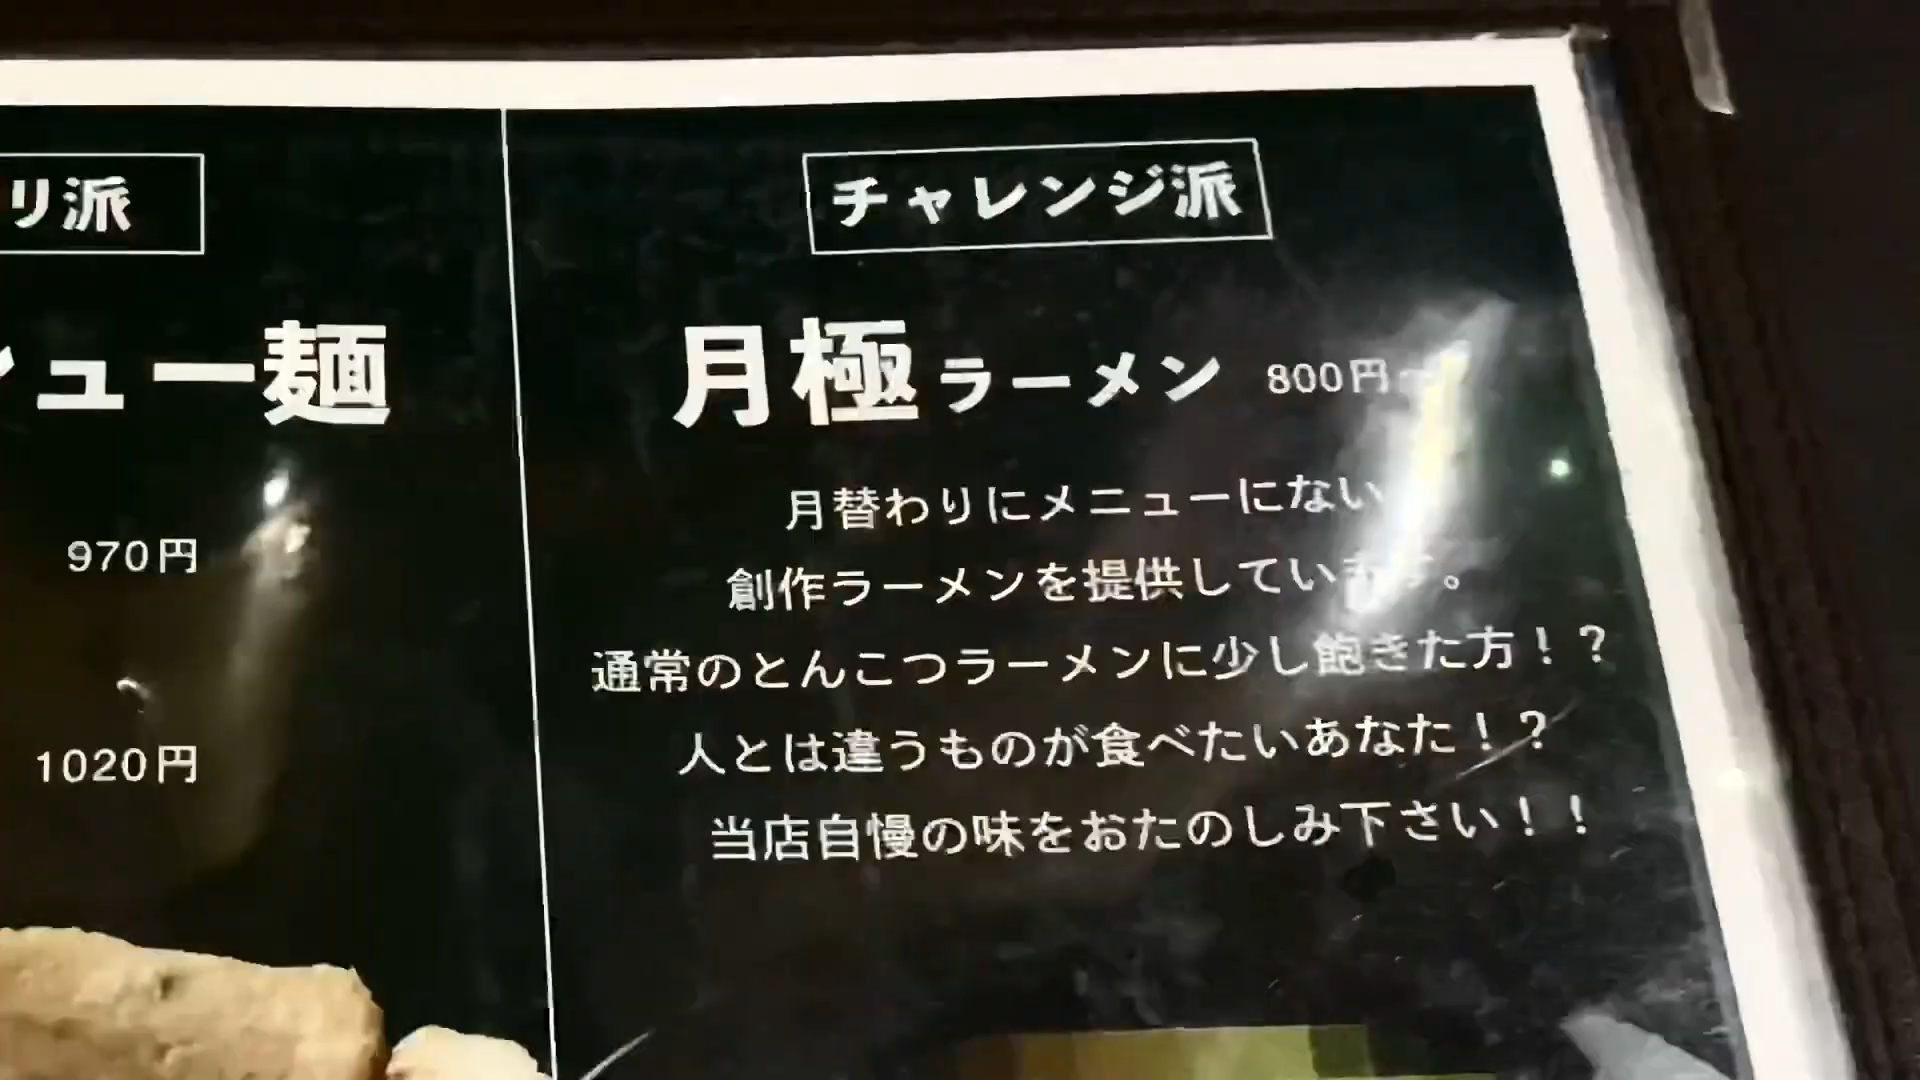 リ派
ュー麺
970円
1020円
チャレンジ派
月極ラーメン 800円
月替わりにメニューにない
創作ラーメンを提供しています。
通常のとんこつラーメンに少し飽きた方！？
人とは違うものが食べたいあなた！？
当店自慢の味をおたのしみ下さい！！